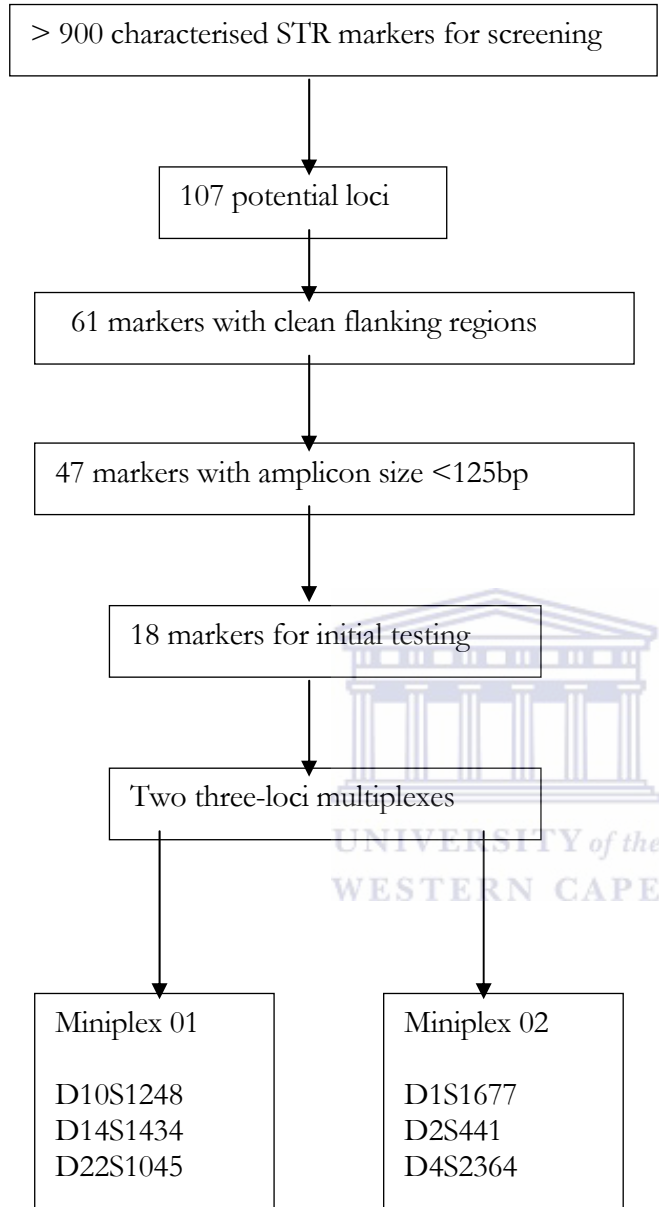 > 900 characterised STR markers for screening
107 potential loci
61 markers with clean flanking regions
47 markers with amplicon size <125bp
18 markers for initial testing
Two three-loci multiplexes
UNIVERSITY of the
WESTERN CAPE
Miniplex 01
D10S1248
D14S1434
D22S1045
Miniplex 02
D1S1677
D2S441
D4S2364